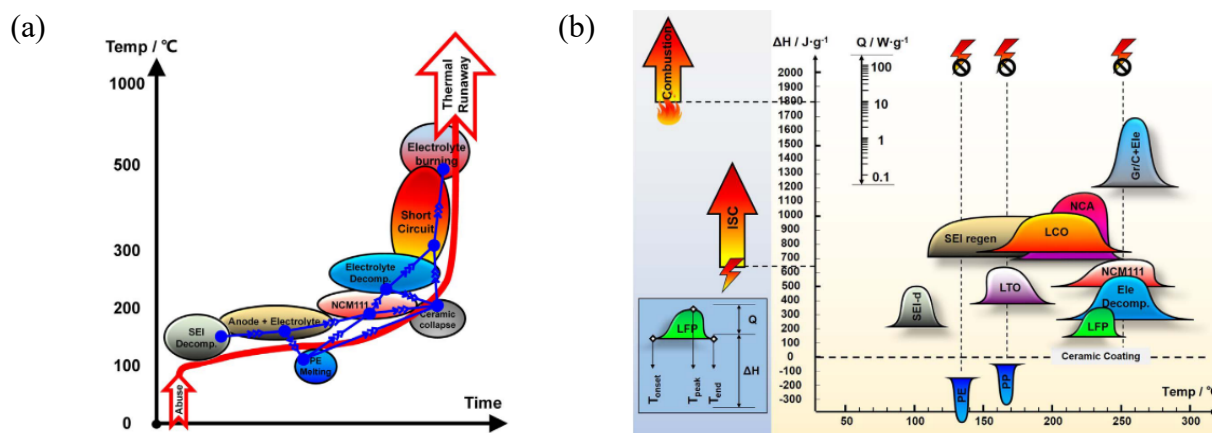 (a)
Temp / ℃
1000
500
300
200
100
0
Thermal
Runaway
Electrolyte
burning
Short
Circuit
Electrolyte
Decomp.
NCM111
Anode + Electrolyte
SEI
Decomp.
PE
Melting
Ceramic
collapse
Abuse
Time
(b)
Combustion
ISC
LFP
Q
ΔH
Tonset
Tpeak
Tend
ΔH / J·g-1
2000
1900
1800
1700
1600
1500
1400
1300
1200
1100
1000
900
800
700
600
500
400
300
200
100
0
-100
-200
-300
Q / W·g-1
100
10
1
0.1
SEI-d
SEI regen
LCO
NCA
Gr/C+Ele
LTO
NCM111
Ele
Decomp.
LFP
Ceramic Coating
PE
PP
Temp / °
50
100
150
200
250
300